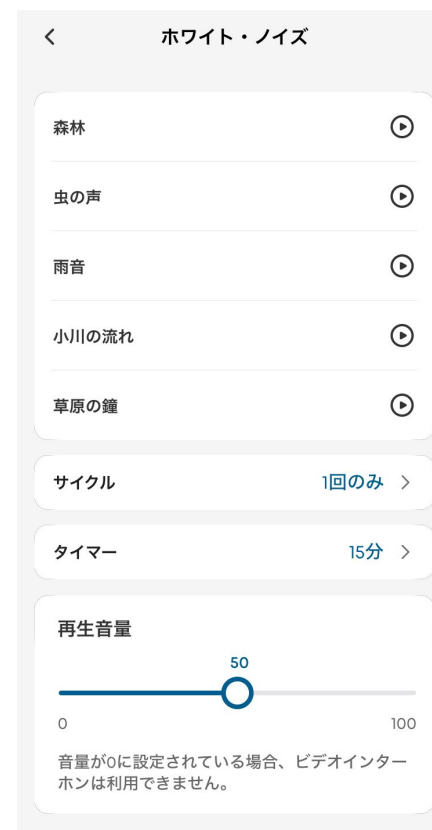 ホワイト・ノイズ
森林
虫の声
雨音
小川の流れ
草原の鐘
サイクル 1回のみ
タイマー 15分
再生音量
50
0 100
音量が0に設定されている場合、ビデオインター
ホンは利用できません。